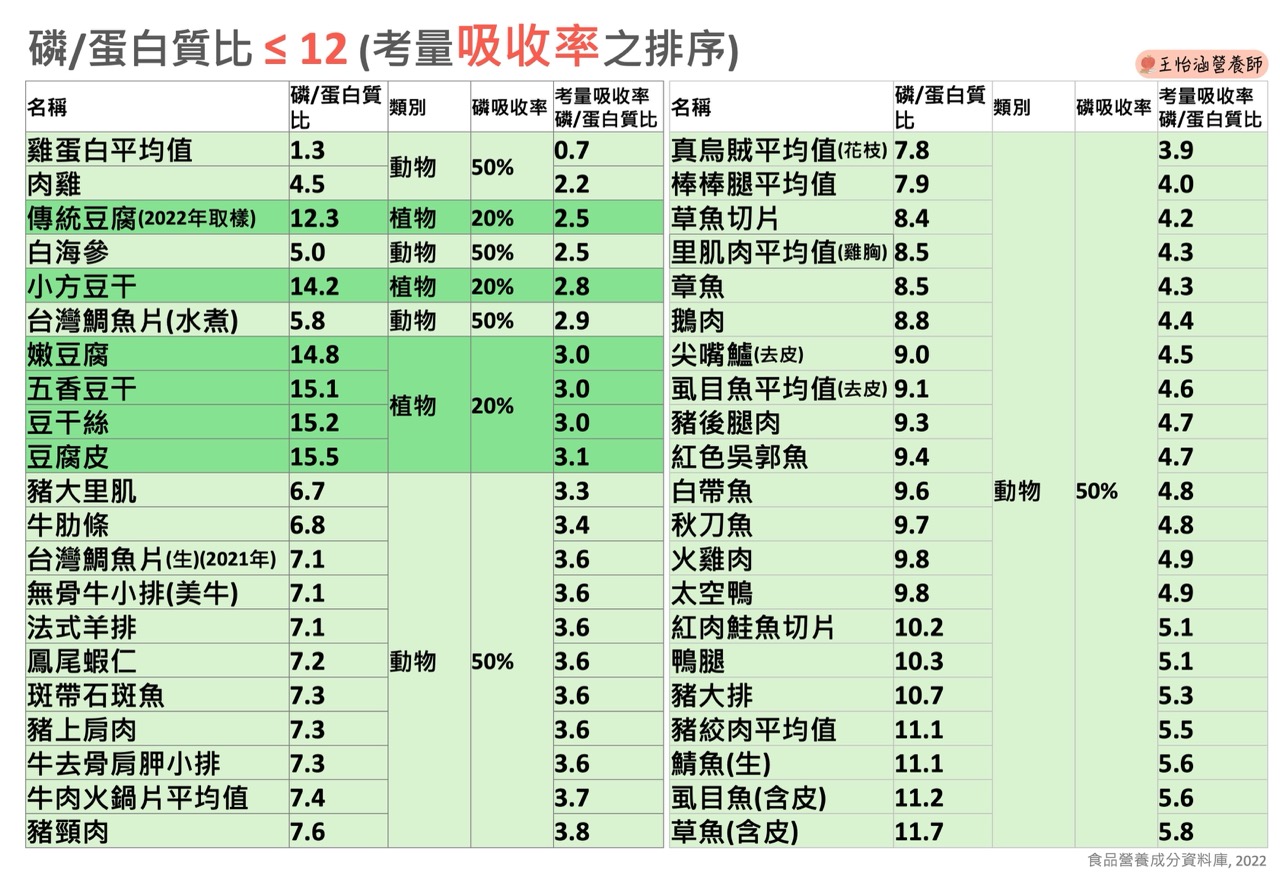 磷/蛋白質比 ≤ 12 (考量吸收率之排序)
王怡涵營養師
名稱 磷/蛋白質比 類別 磷吸收率 考量吸收率磷/蛋白質比
雞蛋白平均值 1.3 動物 50% 0.7
肉雞 4.5 2.2
傳統豆腐(2022年取樣) 12.3 植物 20% 2.5
白海參 5.0 動物 50% 2.5
小方豆干 14.2 植物 20% 2.8
台灣鯛魚片(水煮) 5.8 動物 50% 2.9
嫩豆腐 14.8 3.0
五香豆干 15.1 植物 20% 3.0
豆干絲 15.2 3.0
豆腐皮 15.5 3.1
豬大里肌 6.7 3.3
牛肋條 6.8 3.4
台灣鯛魚片(生)(2021年) 7.1 3.6
無骨牛小排(美牛) 7.1 3.6
法式羊排 7.1 3.6
鳳尾蝦仁 7.2 動物 50% 3.6
斑帶石斑魚 7.3 3.6
豬上肩肉 7.3 3.6
牛去骨肩胛小排 7.3 3.6
牛肉火鍋片平均值 7.4 3.7
豬頸肉 7.6 3.8
名稱 磷/蛋白質比 類別 磷吸收率 考量吸收率磷/蛋白質比
真烏賊平均值(花枝) 7.8 3.9
棒棒腿平均值 7.9 4.0
草魚切片 8.4 4.2
里肌肉平均值(雞胸) 8.5 4.3
章魚 8.5 4.3
鵝肉 8.8 4.4
尖嘴鱸(去皮) 9.0 4.5
虱目魚平均值(去皮) 9.1 4.6
豬後腿肉 9.3 4.7
紅色吳郭魚 9.4 4.7
白帶魚 9.6 動物 50% 4.8
秋刀魚 9.7 4.8
火雞肉 9.8 4.9
太空鴨 9.8 4.9
紅肉鮭魚切片 10.2 5.1
鴨腿 10.3 5.1
豬大排 10.7 5.3
豬絞肉平均值 11.1 5.5
鯖魚(生) 11.1 5.6
虱目魚(含皮) 11.2 5.6
草魚(含皮) 11.7 5.8
食品營養成分資料庫, 2022